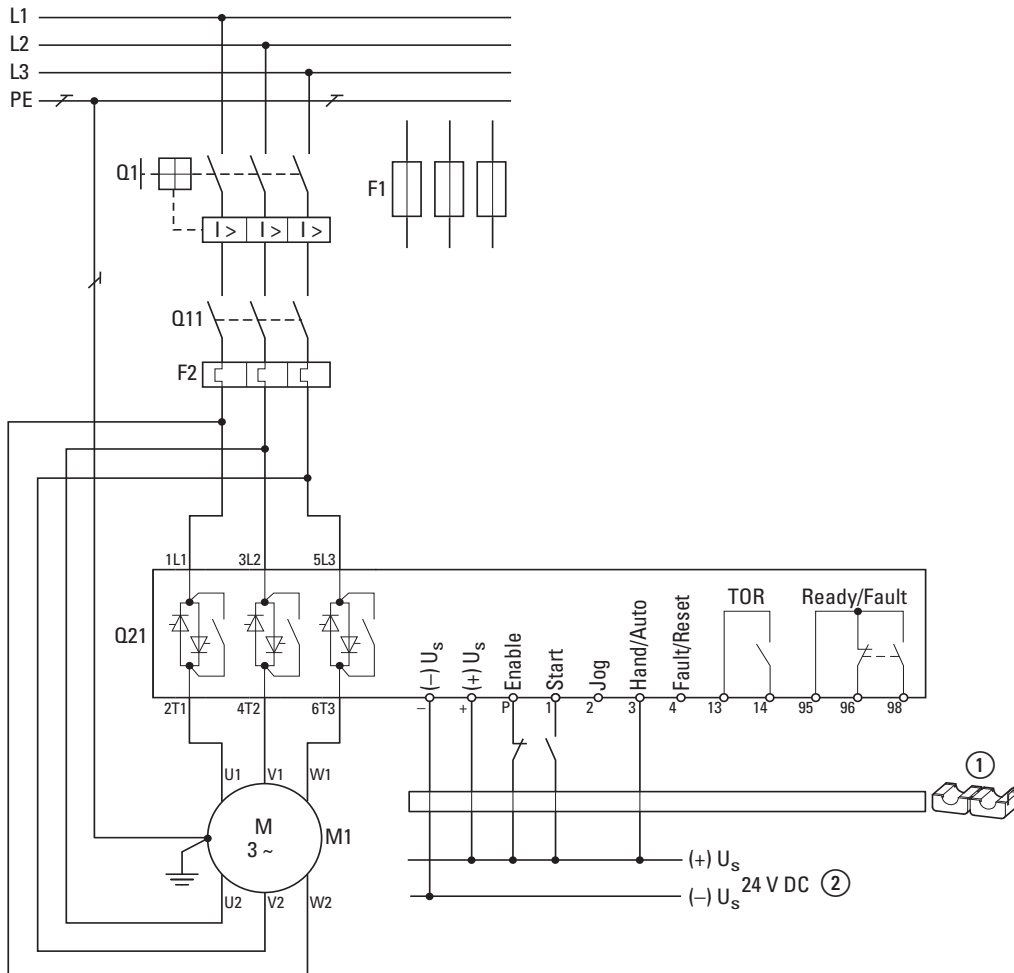 L1
L2
L3
PE
Q1
F1
I > I > I >
Q11
F2
1L1 3L2 5L3
TOR Ready/Fault
Q21
(–) Us
(+) Us
Enable
Start
Jog
Hand/Auto
Fault/Reset
2T1 4T2 6T3 – + P 1 2 3 4 13 14 95 96 98
U1 V1 W1
1
M
3 ~
M1
(+) Us
24 V DC 2
(–) Us
U2 V2 W2